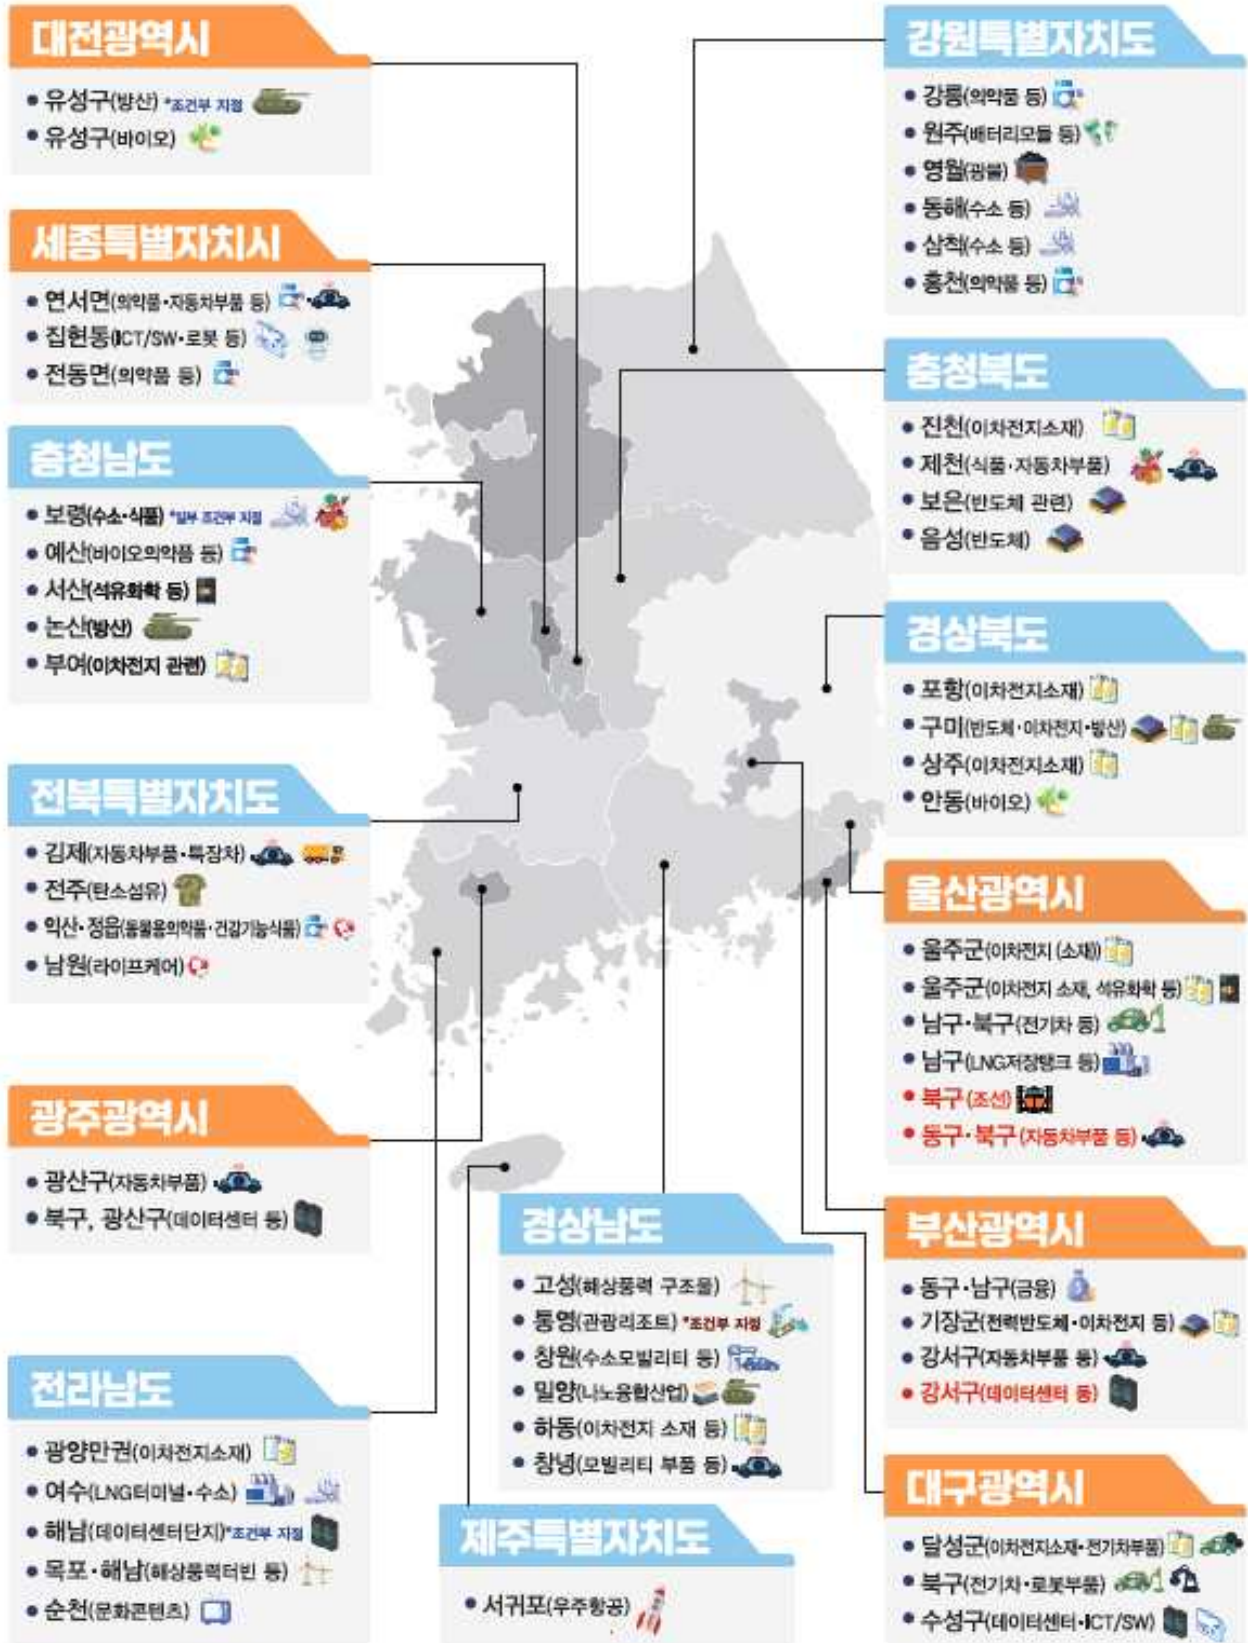 대전광역시
• 유성구(방산) *조건부 지정
• 유성구(바이오)
세종특별자치시
• 연서면(의약품·자동차부품 등)
• 집현동(ICT/SW·로봇 등)
• 전동면(의약품 등)
충청남도
• 보령(수소·식품) *일부 조건부 지정
• 예산(바이오의약품 등)
• 서산(석유화학 등)
• 논산(방산)
• 부여(이차전지 관련)
전북특별자치도
• 김제(자동차부품·특장차)
• 전주(탄소섬유)
• 익산·정읍(동물용의약품·건강기능식품)
• 남원(라이프케어)
광주광역시
• 광산구(자동차부품)
• 북구, 광산구(데이터센터 등)
전라남도
• 광양만권(이차전지소재)
• 여수(LNG터미널·수소)
• 해남(데이터센터단지)*조건부 지정
• 목포·해남(해상풍력터빈 등)
• 순천(문화콘텐츠)
경상남도
• 고성(해상풍력 구조물)
• 통영(관광리조트) *조건부 지정
• 창원(수소모빌리티 등)
• 밀양(나노융합산업)
• 하동(이차전지 소재 등)
• 창녕(모빌리티 부품 등)
제주특별자치도
• 서귀포(우주항공)
강원특별자치도
• 강릉(의약품 등)
• 원주(배터리모듈 등)
• 영월(광물)
• 동해(수소 등)
• 삼척(수소 등)
• 홍천(의약품 등)
충청북도
• 진천(이차전지소재)
• 제천(식품·자동차부품)
• 보은(반도체 관련)
• 음성(반도체)
경상북도
• 포항(이차전지소재)
• 구미(반도체·이차전지·방산)
• 상주(이차전지소재)
• 안동(바이오)
울산광역시
• 울주군(이차전지 (소재))
• 울주군(이차전지 소재, 석유화학 등)
• 남구·북구(전기차 등)
• 남구(LNG저장탱크 등)
• 북구(조선)
• 동구·북구(자동차부품 등)
부산광역시
• 동구·남구(금융)
• 기장군(전력반도체·이차전지 등)
• 강서구(자동차부품 등)
• 강서구(데이터센터 등)
대구광역시
• 달성군(이차전지소재·전기차부품)
• 북구(전기차·로봇부품)
• 수성구(데이터센터·ICT/SW)